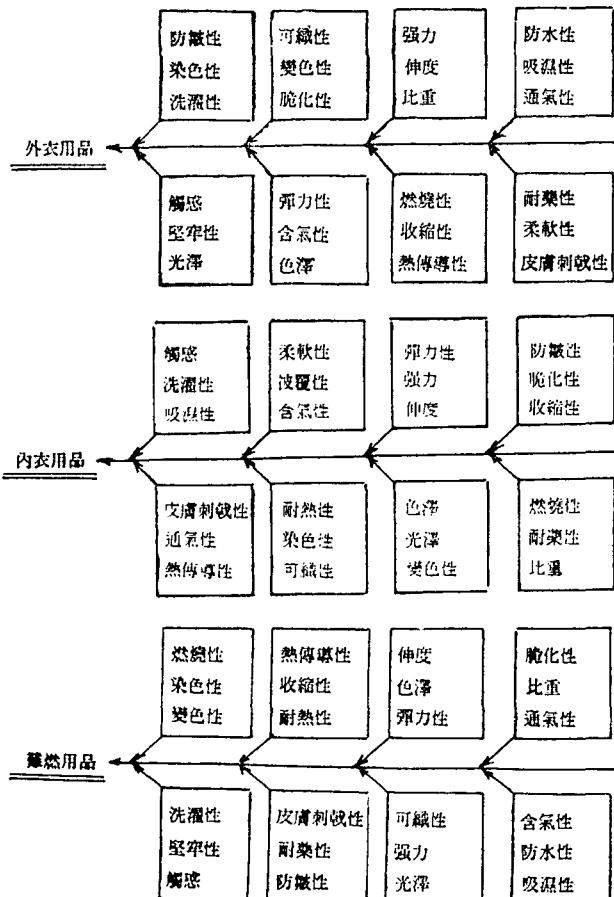 防皺性
染色性
洗濯性
可織性
變色性
脆化性
强力
伸度
比重
防水性
吸濕性
通氣性
外衣用品
觸感
堅牢性
光澤
彈力性
含氣性
色澤
燃燒性
收縮性
熱傳導性
耐藥性
柔軟性
皮膚刺戟性
觸感
洗濯性
吸濕性
柔軟性
被覆性
含氣性
彈力性
强力
伸度
防皺性
脆化性
收縮性
內衣用品
皮膚刺戟性
通氣性
熱傳導性
耐熱性
染色性
可織性
色澤
光澤
變色性
燃燒性
耐藥性
比重
燃燒性
染色性
變色性
熱傳導性
收縮性
耐熱性
伸度
色澤
彈力性
脆化性
比重
通氣性
難燃用品
洗濯性
堅牢性
觸感
皮膚刺戟性
耐藥性
防皺性
可織性
强力
光澤
含氣性
防水性
吸濕性